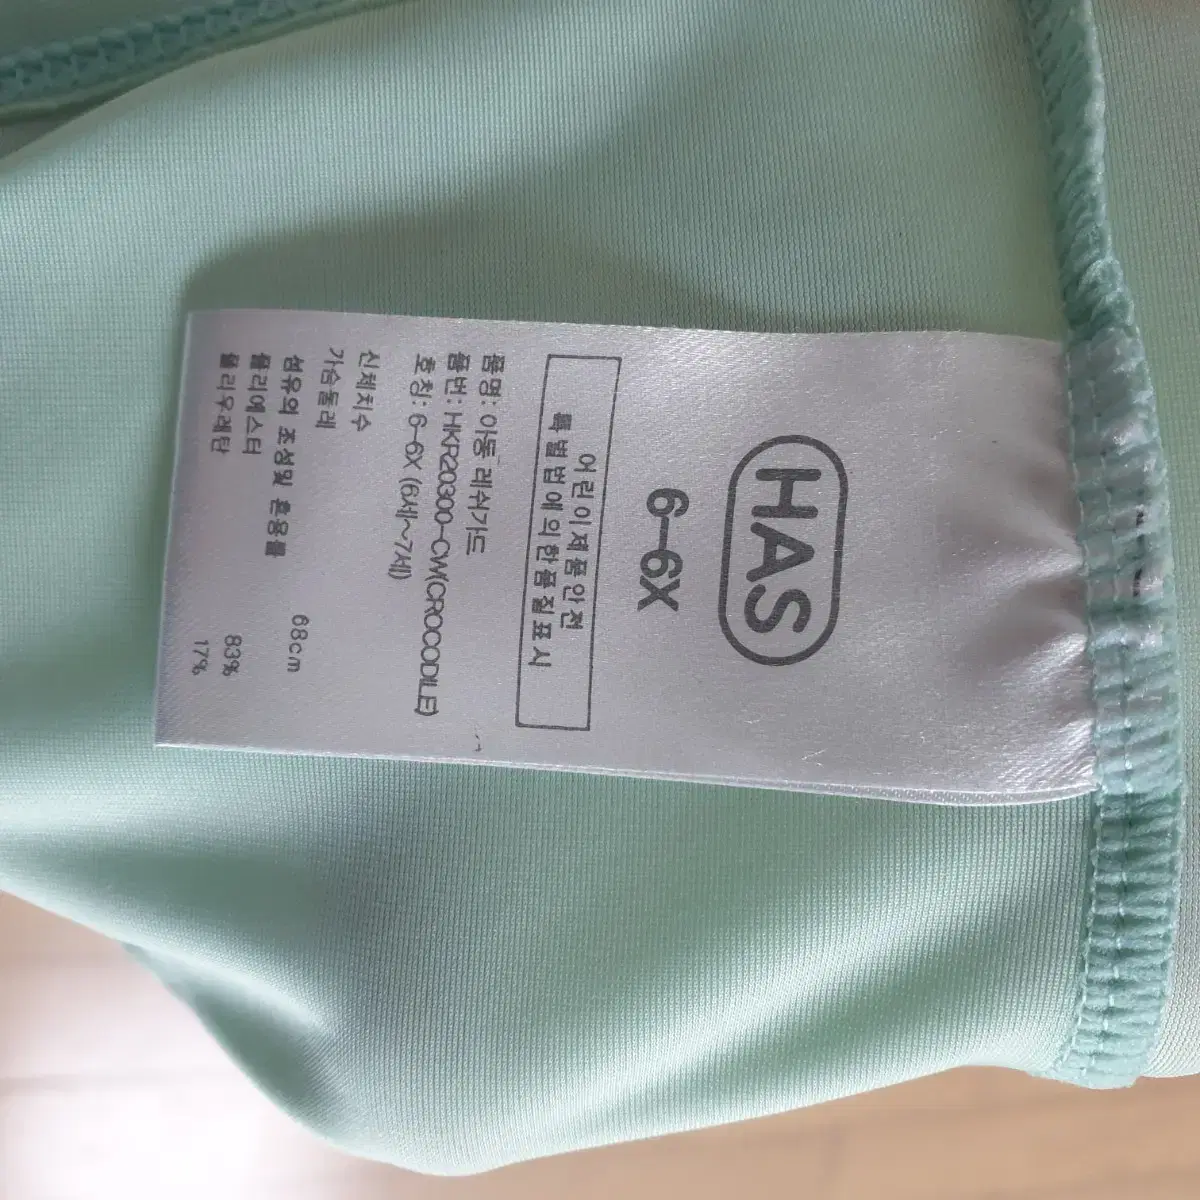 HAS
6-6X
어린이제품안전
특별법에의한품질표시
품명: 아동 레쉬가드
품번: HKR20300-CW(CROCODILE)
호칭: 6-6X (6세~7세)
신체치수
가슴둘레 68cm
섬유의 조성및 혼용률
폴리에스터 83%
폴리우레탄 17%